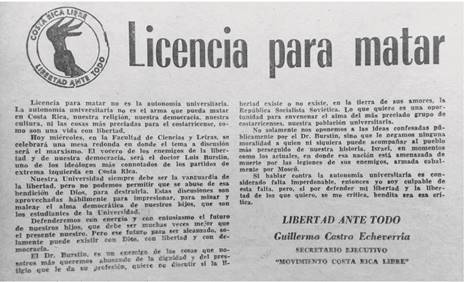 COSTA RICA LIBRE
LIBERTAD ANTE TODO
Licencia para matar
Licencia para matar no es la autonomía universitaria.
La autonomía universitaria no es el arma que pueda matar
en Costa Rica, nuestra religión, nuestra democracia, nuestra
cultura, ni las cosas más preciadas para el costarricense, como
son una vida con libertad.
Hoy miércoles, en la Facultad de Ciencias y Letras, se
celebrará una mesa redonda en donde el tema a discusión
será el marxismo. El vocero de los enemigos de la libertad
y de nuestra democracia, será el doctor Luis Burstin,
uno de los ideólogos más connotados de los partidos de
extrema izquierda en Costa Rica.
Nuestra Universidad siempre debe ser la vanguardia de
la libertad, pero no podemos permitir que se abuse de esa
bendición de Dios, para destruirla. Estas discusiones son
aprovechadas hábilmente para impresionar, para minar y
malear el alma democrática de nuestros hijos, que son
los estudiantes de la Universidad.
Defenderemos con energía y con entusiasmo el futuro
de nuestros hijos, que debe ser muchas veces mejor que
el presente nuestro. Pero ese futuro para ser alcanzado, so-
lamente puede existir con Dios, con libertad y con de-
mocracia.
El Dr. Burstin, es un enemigo de las cosas que no-
sotros más queremos abusando de la dignidad y del pres-
tigio que le da su profesión, quiere no discutir si la li-
bertad existe o no existe, en la tierra de sus amores, la
República Socialista Soviética. Lo que quiere es una opor-
tunidad para envenenar el alma del más preciado grupo de
costarricenses, nuestra población universitaria.
No solamente nos oponemos a las ideas confesadas pú-
blicamente por el Dr. Burstin, sino que le negamos ninguna
moralidad a quien ni siquiera puede acompañar al pueblo
más perseguido de nuestra historia, Israel, en momentos
como los actuales, en donde esa nación está amenazada de
muerte por las legiones de sus enemigos, armada cobal-
mente por Moscú.
Si hablar contra la autonomía universitaria es consi-
derado falta imperdonable, entonces yo soy culpable de
esta falta, pero, si por defender mi libertad y la libertad
de los que quiero, se me critica, bendita era esa crí-
tica.
LIBERTAD ANTE TODO
Guillermo Castro Echeverría
SECRETARIO EJECUTIVO
"MOVIMIENTO COSTA RICA LIBRE"